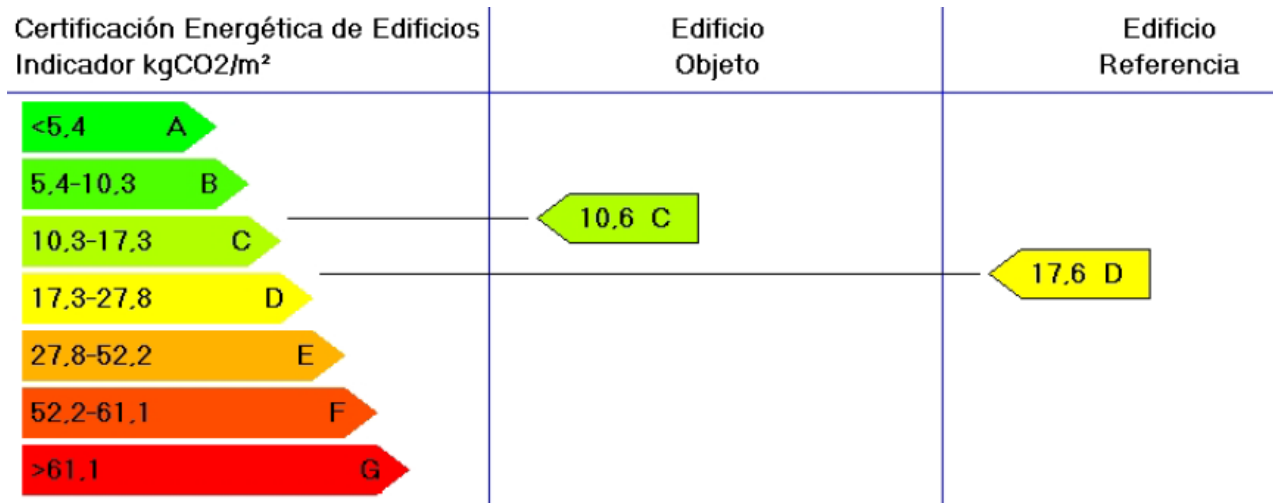 Certificación Energética de Edificios
Indicador kgCO2/m²
Edificio
Objeto
Edificio
Referencia
<5,4 A
5,4-10,3 B
10,3-17,3 C
17,3-27,8 D
27,8-52,2 E
52,2-61,1 F
>61,1 G
10,6 C
17,6 D